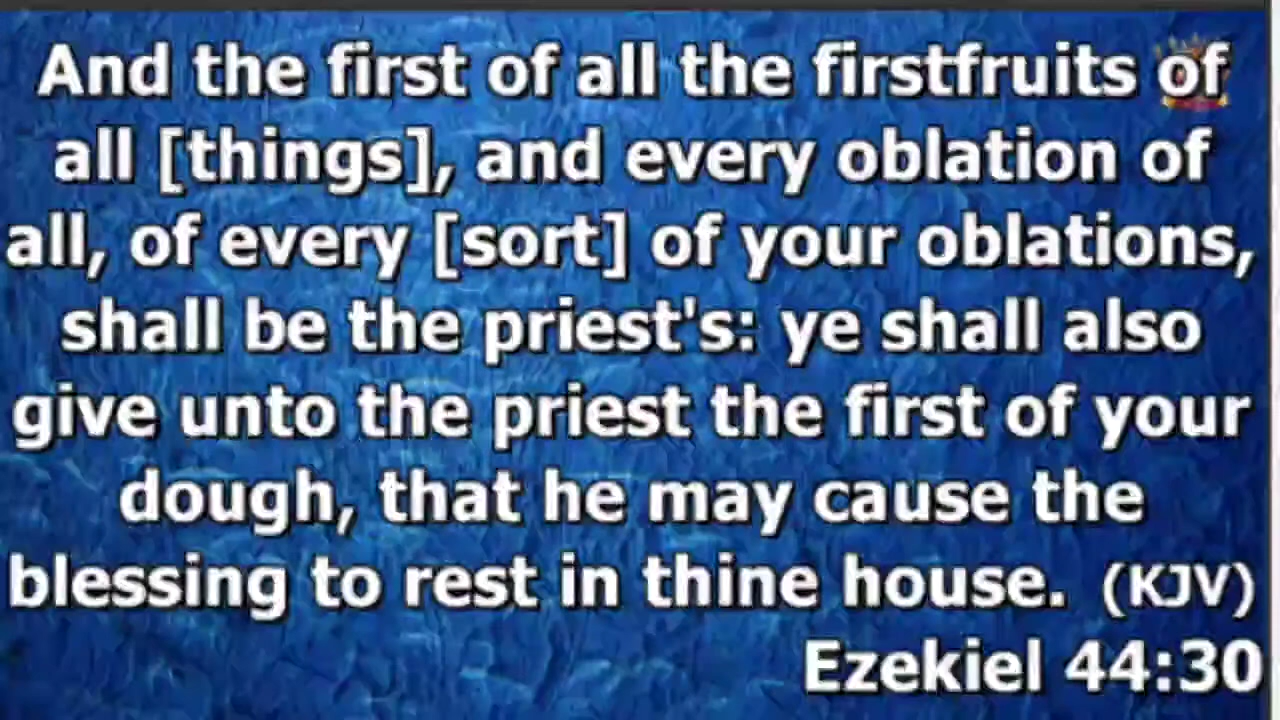 And the first of all the firstfruits of
all [things], and every oblation of
all, of every [sort] of your oblations,
shall be the priest's: ye shall also
give unto the priest the first of your
dough, that he may cause the
blessing to rest in thine house. (KJV)
Ezekiel 44:30